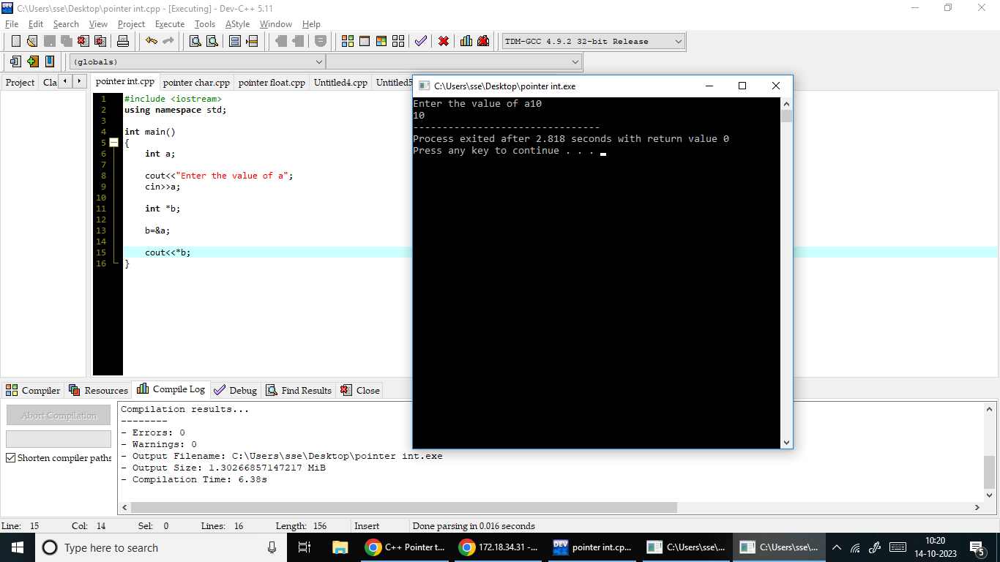 C:\Users\sse\Desktop\pointer int.cpp - [Executing] - Dev-C++ 5.11
File Edit Search View Project Execute Tools AStyle Window Help
TDM-GCC 4.9.2 32-bit Release
(globals)
Project Cla
pointer int.cpp pointer char.cpp pointer float.cpp Untitled4.cpp Untitled5
1 #include <iostream>
2 using namespace std;
3
4 int main()
5 {
6 int a;
7
8 cout<<"Enter the value of a";
9 cin>>a;
10
11 int *b;
12
13 b=&a;
14
15 cout<<*b;
16 }
C:\Users\sse\Desktop\pointer int.exe
Enter the value of a10
10
--------------------------------
Process exited after 2.818 seconds with return value 0
Press any key to continue . . .
Compiler Resources Compile Log Debug Find Results Close
Abort Compilation
Shorten compiler paths
Compilation results...
--------
- Errors: 0
- Warnings: 0
- Output Filename: C:\Users\sse\Desktop\pointer int.exe
- Output Size: 1.30266857147217 MiB
- Compilation Time: 6.38s
Line: 15 Col: 14 Sel: 0 Lines: 16 Length: 156 Insert Done parsing in 0.016 seconds
Type here to search
C++ Pointer t...
172.18.34.31 -...
DEV pointer int.cp...
C:\Users\sse\...
C:\Users\sse\...
10:20
14-10-2023
5